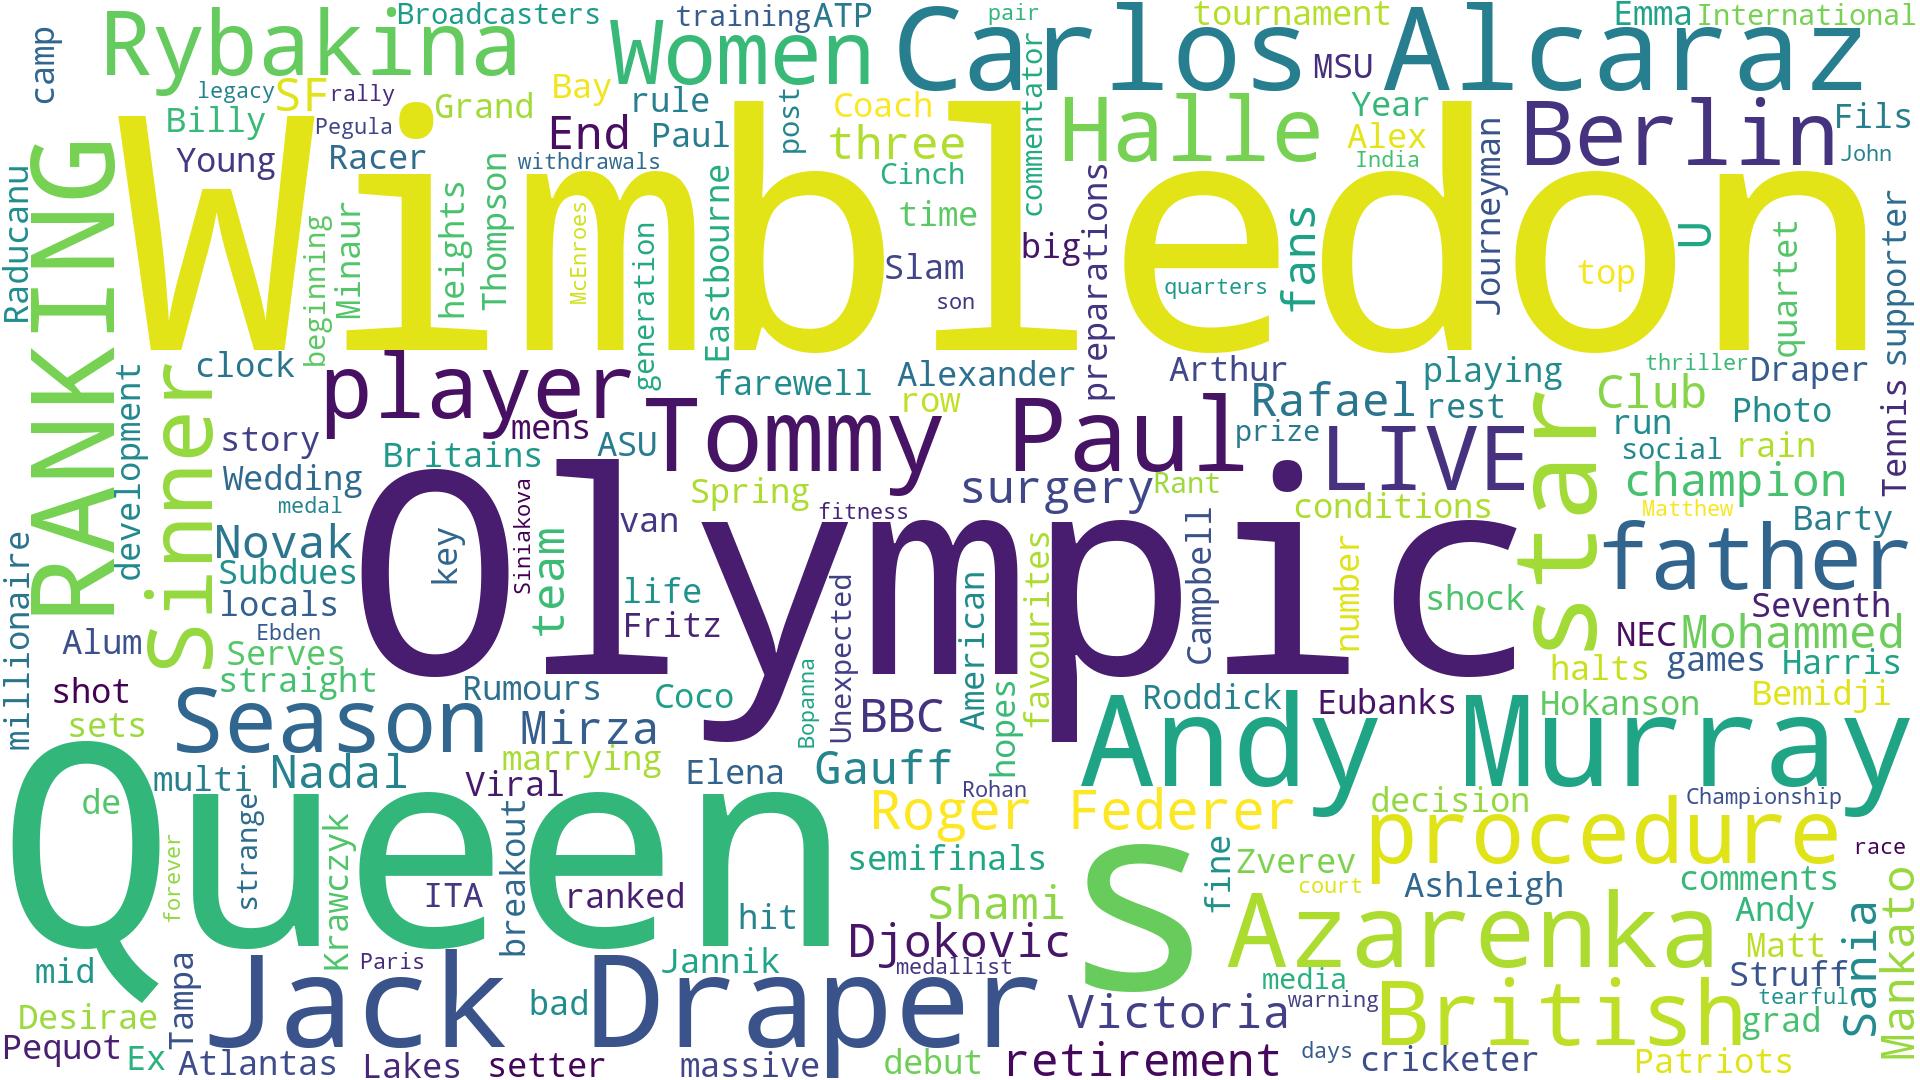 Rybakina
Broadcasters
training
ATP
pair
tournament
Emma
International
camp
Women
Carlos
Alcaraz
MSU
legacy
SF
rally
Grand
Bay
rule
Coach
commentator
Halle
Year
Berlin
Fils
Billy
Pegula
End
Paul
post
three
Alex
India
John
Young
Racer
withdrawals
Cinch
Journeyman
Raducanu
RANKING
Wimbledon
beginning
Minaur
heights
Thompson
McEnroes
generation
Eastbourne
time
Slam
son
big
preparations
quarters
fans
top
U
quartet
Tennis supporter
clock
player
farewell
Alexander
row
Arthur
playing
thriller
Draper
development
Sinner
story
mens
Britains
ASU
Tommy Paul
Rafael
rest
prize
LIVE
star
Club
run
Photo
social
rain
Wedding
medal
Spring
surgery
Rant
conditions
champion
Matthew
Barty
millionaire
Novak
Subdues
Olympic
key
Siniakova
team
van
fitness
life
Fritz
favourites
American
Unexpected
Campbell
number
shock
father
Seventh
locals
Ebden
Serves
straight
Alum
shot
sets
NEC
Mohammed
halts
games
Harris
Rumours
Coco
Bopanna
BBC
hopes
Roddick
Eubanks
Hokanson
Bemidji
Season
Mirza
marrying
Andy Murray
multi
Nadal
Viral
Elena
Gauff
Rohan
de
Queen
forever
strange
Krawczyk
ITA
breakout
ranked
hit
Roger Federer
decision
Championship
procedure
race
semifinals
fine
Zverev
court
Ashleigh
comments
Shami
s
Azarenka
Andy
Matt
Sania
Mankato
Djokovic
medallist
mid
Tampa
Paris
Jannik
Jack Draper
bad
Victoria
media
warning
British
Struff
tearful
grad
Desirae
Pequot
Ex
Atlantas
Lakes
setter
massive
debut
retirement
days
cricketer
Patriots